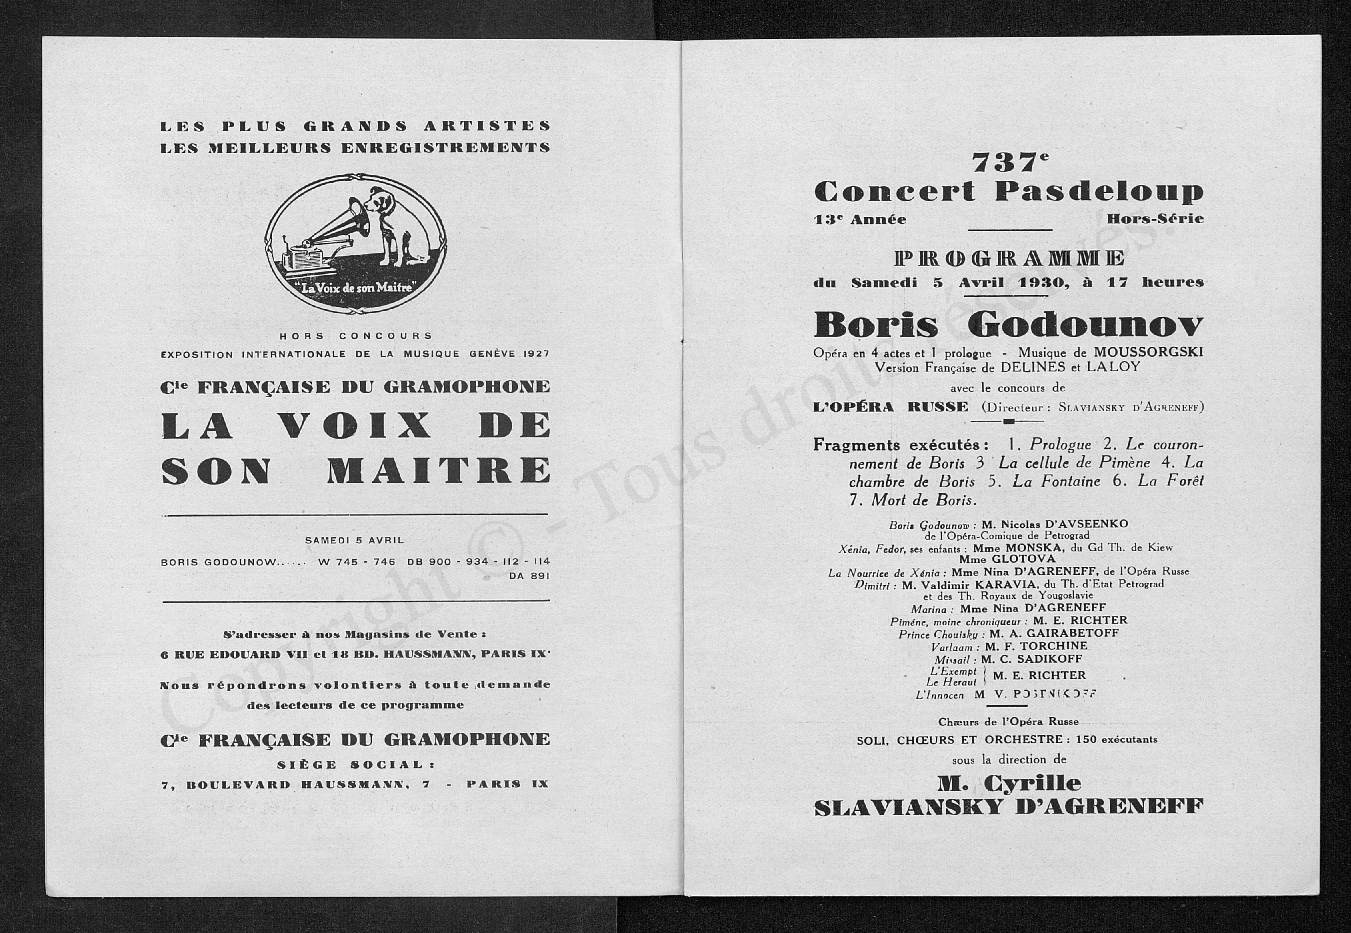 LES PLUS GRANDS ARTISTES
LES MEILLEURS ENREGISTREMENTS
"La Voix de son Maitre"
HORS CONCOURS
EXPOSITION INTERNATIONALE DE LA MUSIQUE GENÈVE 1927
Cie FRANÇAISE DU GRAMOPHONE
LA VOIX DE
SON MAITRE
SAMEDI 5 AVRIL
BORIS GODOUNOW...... W 745 - 746 DB 900 - 934 - 112 - 114
DA 891
S'adresser à nos Magasins de Vente :
6 RUE EDOUARD VII et 18 BD. HAUSSMANN, PARIS IX'
Nous répondrons volontiers à toute demande
des lecteurs de ce programme
Cie FRANÇAISE DU GRAMOPHONE
SIÈGE SOCIAL :
7, BOULEVARD HAUSSMANN, 7 - PARIS IX
737e
Concert Pasdeloup
13e Année Hors-Série
PROGRAMME
du Samedi 5 Avril 1930, à 17 heures
Boris Godounov
Opéra en 4 actes et 1 prologue - Musique de MOUSSORGSKI
Version Française de DELINES et LALOY
avec le concours de
L'OPÉRA RUSSE (Directeur : SLAVIANSKY D'AGRENEFF)
Fragments exécutés : 1. Prologue 2. Le couron-
nement de Boris 3 La cellule de Pimène 4. La
chambre de Boris 5. La Fontaine 6. La Forêt
7. Mort de Boris.
Boris Godounow : M. Nicolas D'AVSEENKO
de l'Opéra-Comique de Petrograd
Xénia, Fedor, ses enfants : Mme MONSKA, du Gd Th. de Kiew
Mme GLOTOVA
La Nourrice de Xénia : Mme Nina D'AGRENEFF, de l'Opéra Russe
Dimitri : M. Valdimir KARAVIA, du Th. d'Etat Petrograd
et des Th. Royaux de Yougoslavie
Marina : Mme Nina D'AGRENEFF
Pimène, moine chroniqueur : M. E. RICHTER
Prince Chouisky : M. A. GAIRABETOFF
Varlaam : M. F. TORCHINE
Missail : M. C. SADIKOFF
L'Exempt
Le Heraut } M. E. RICHTER
L'Innocen M V. POSTNIKOFF
Chœurs de l'Opéra Russe
SOLI, CHŒURS ET ORCHESTRE : 150 exécutants
sous la direction de
M. Cyrille
SLAVIANSKY D'AGRENEFF
Copyright © - Tous droits réservés.